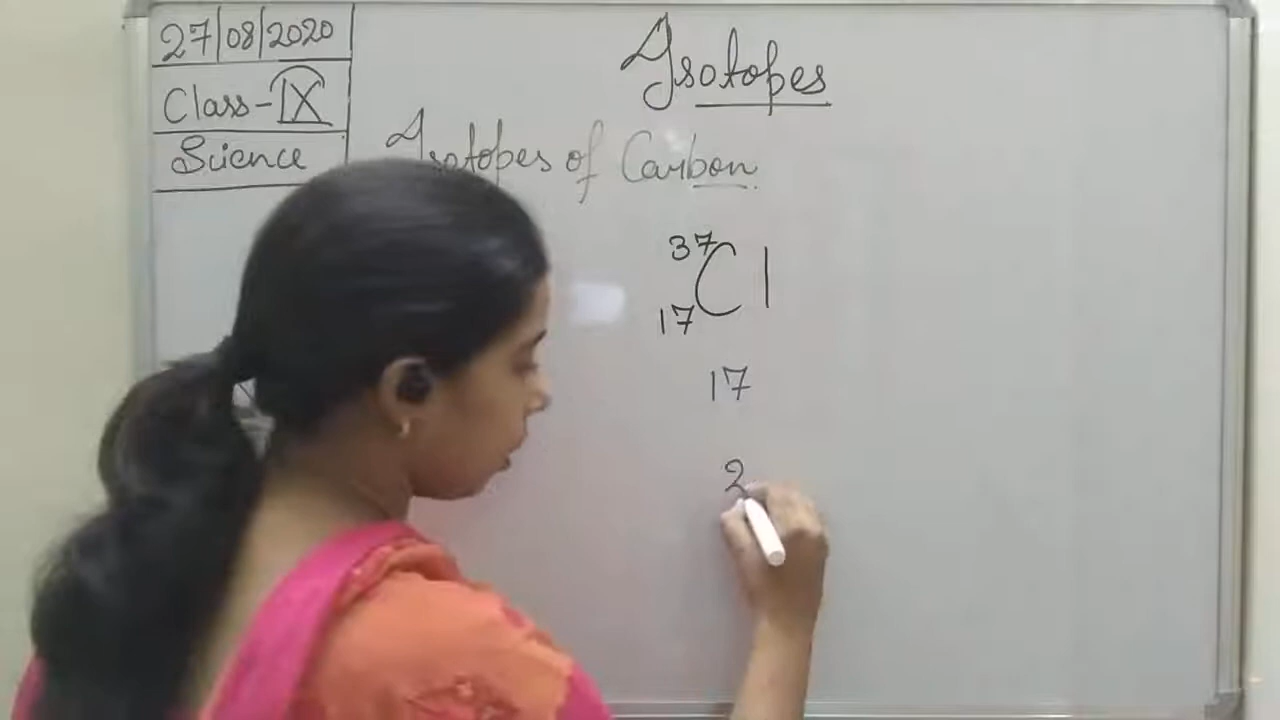 27/08/2020
Class-IX
Science
Isotopes
Isotopes of Carbon.
37
Cl
17
17
2